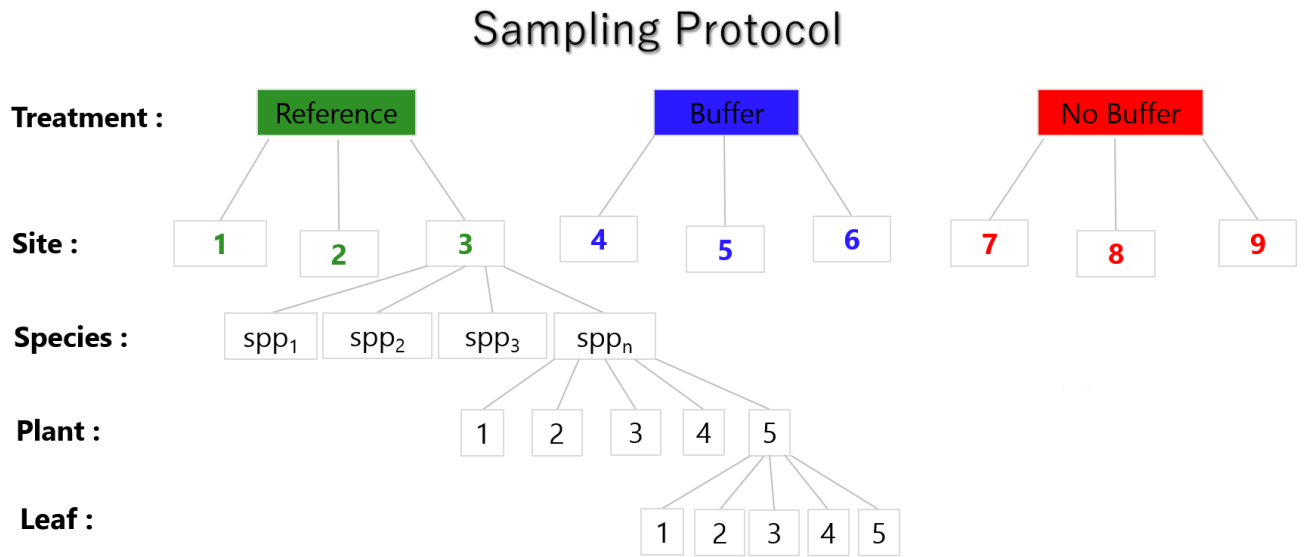 Sampling Protocol
Treatment : Reference Buffer No Buffer
Site : 1 2 3 4 5 6 7 8 9
Species : spp₁ spp₂ spp₃ sppₙ
Plant : 1 2 3 4 5
Leaf : 1 2 3 4 5